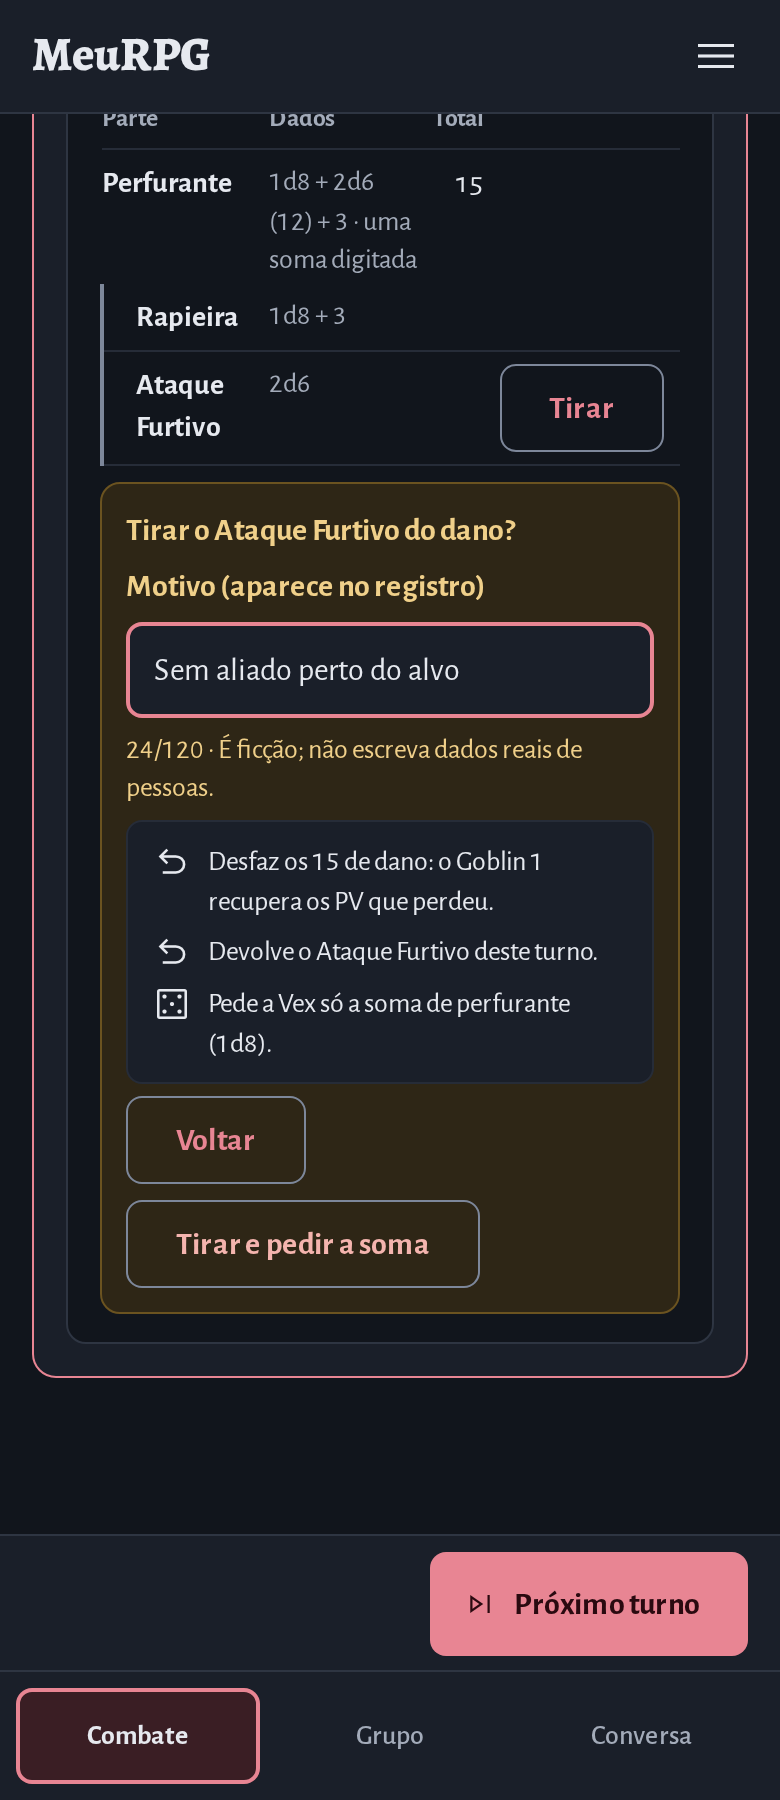 MeuRPG
Parte Dados Total
Perfurante 1d8 + 2d6 15
(12) + 3 · uma
soma digitada
Rapieira 1d8 + 3
Ataque 2d6
Furtivo
Tirar
Tirar o Ataque Furtivo do dano?
Motivo (aparece no registro)
Sem aliado perto do alvo
24/120 · É ficção; não escreva dados reais de
pessoas.
Desfaz os 15 de dano: o Goblin 1
recupera os PV que perdeu.
Devolve o Ataque Furtivo deste turno.
Pede a Vex só a soma de perfurante
(1d8).
Voltar
Tirar e pedir a soma
Próximo turno
Combate Grupo Conversa